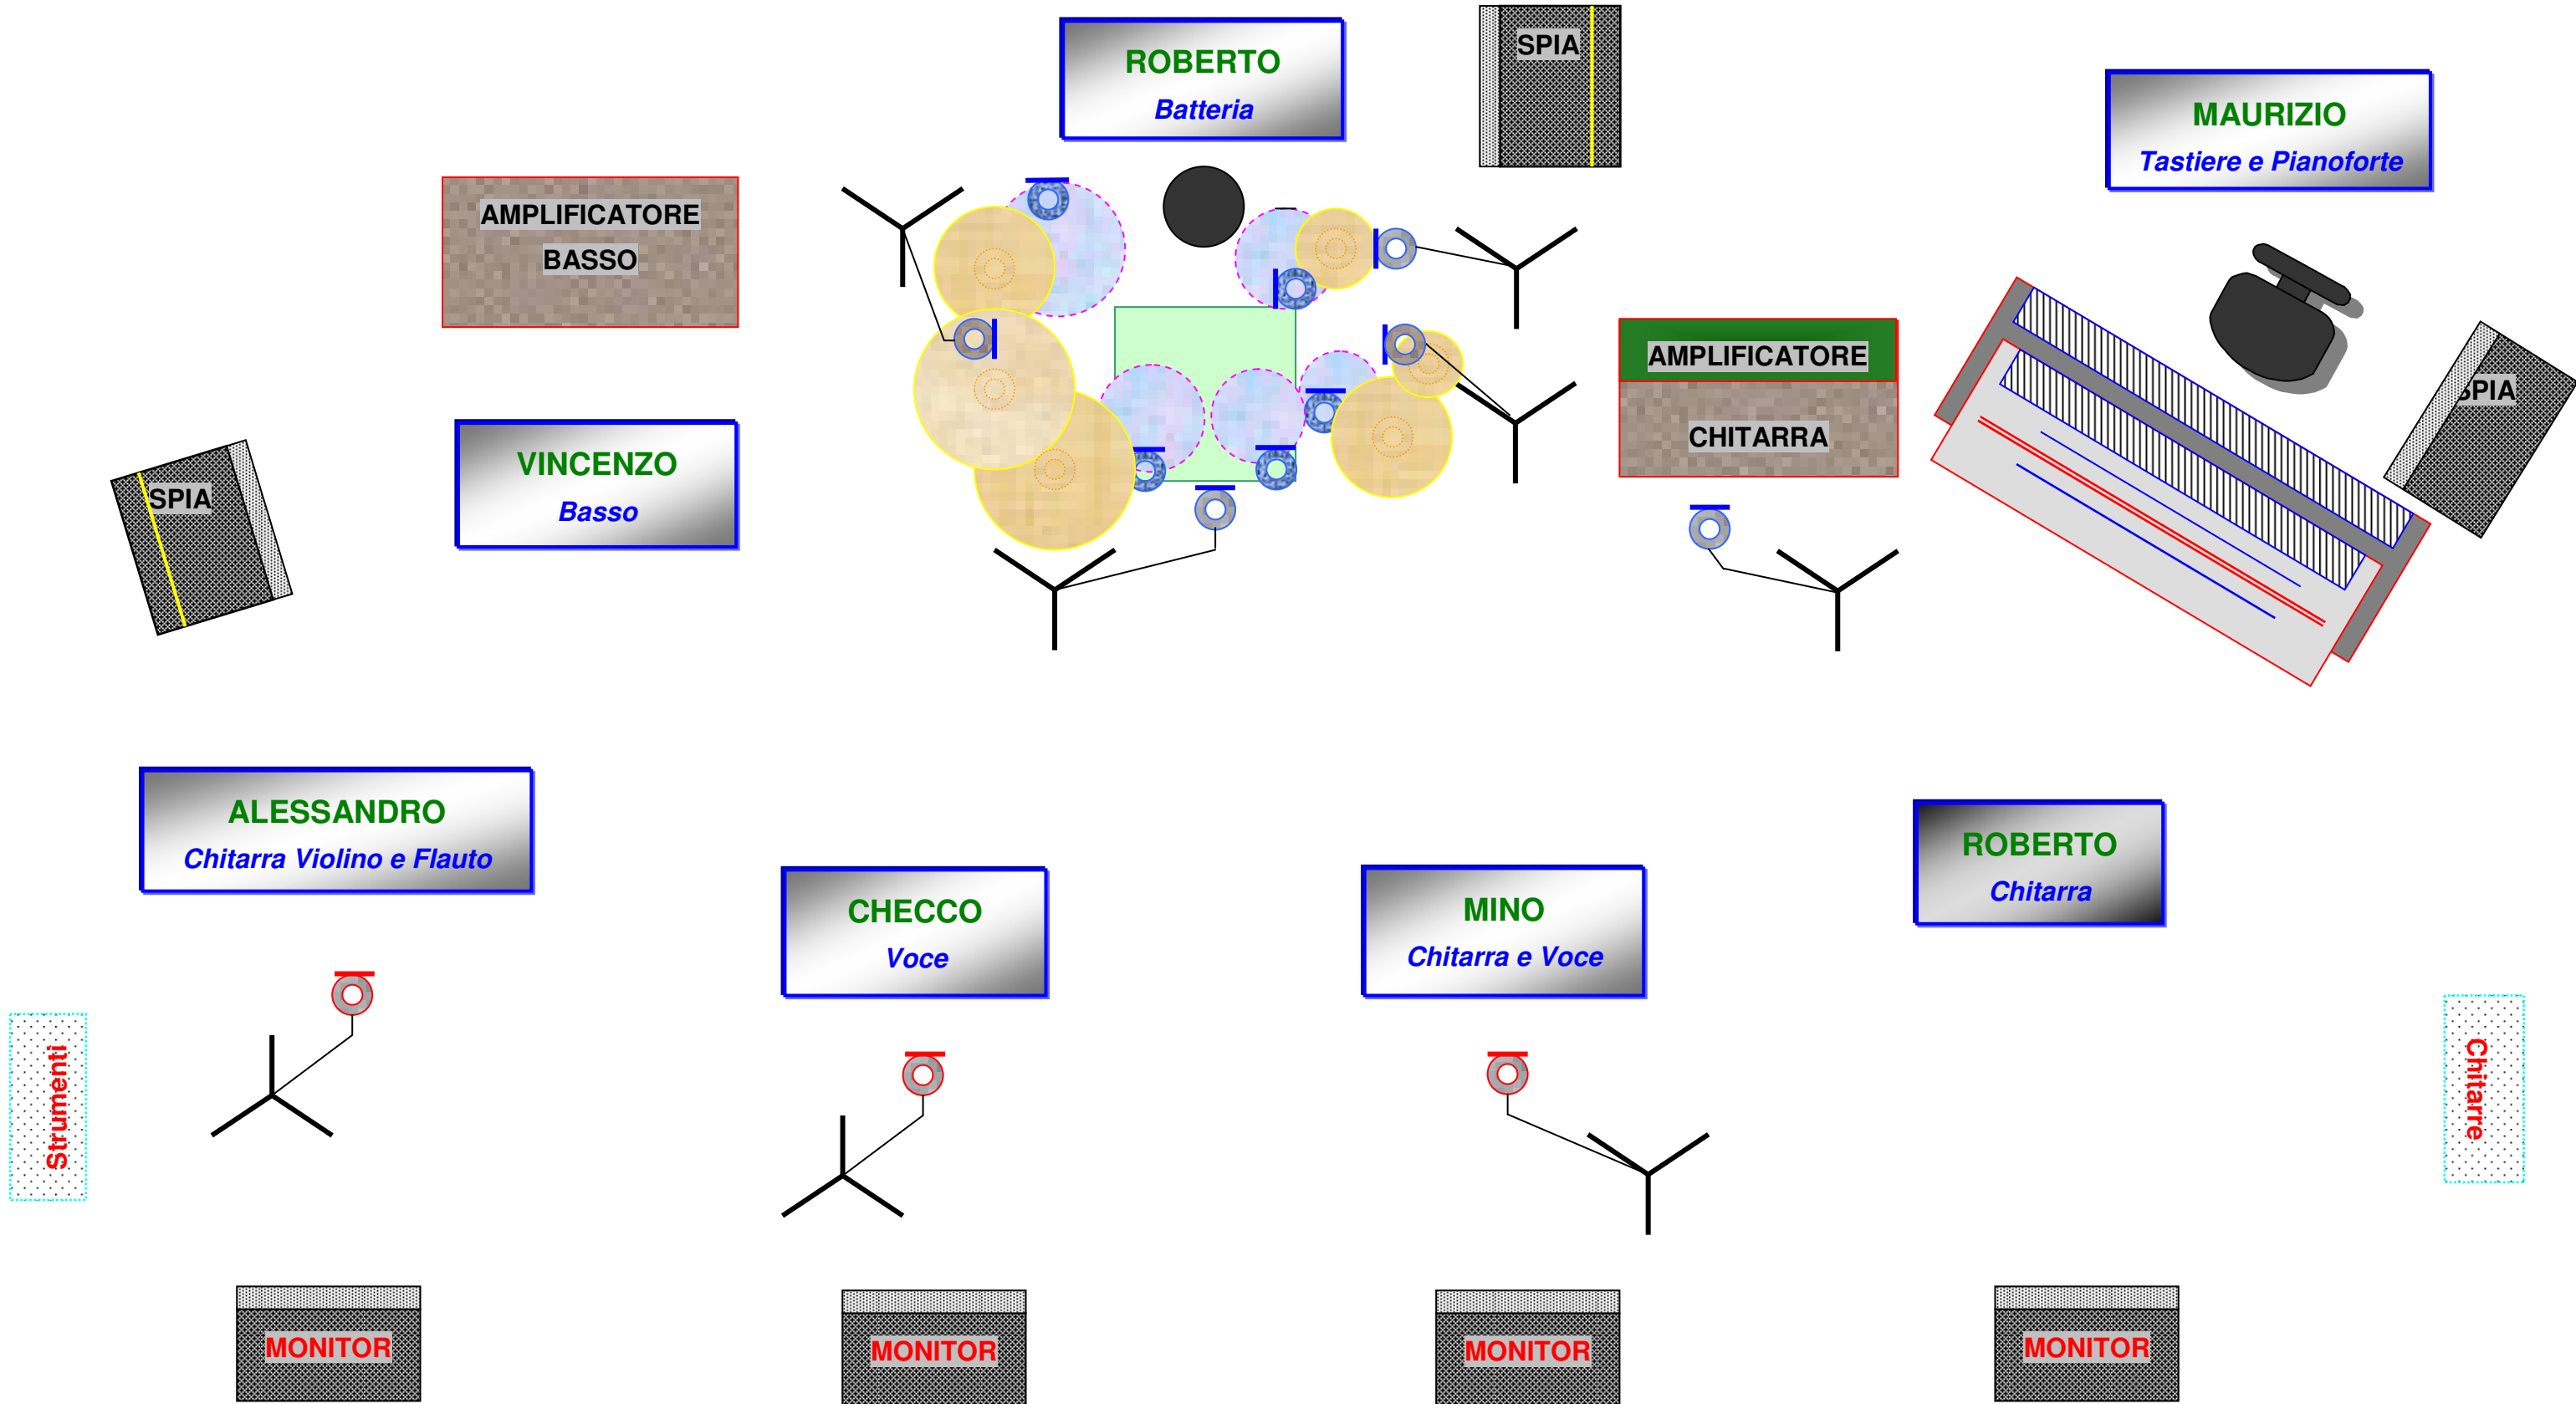 ROBERTO
Batteria
SPIA
MAURIZIO
Tastiere e Pianoforte
AMPLIFICATORE
BASSO
AMPLIFICATORE
CHITARRA
SPIA
VINCENZO
Basso
SPIA
ALESSANDRO
Chitarra Violino e Flauto
CHECCO
Voce
MINO
Chitarra e Voce
ROBERTO
Chitarra
Strumenti
Chitarre
MONITOR
MONITOR
MONITOR
MONITOR